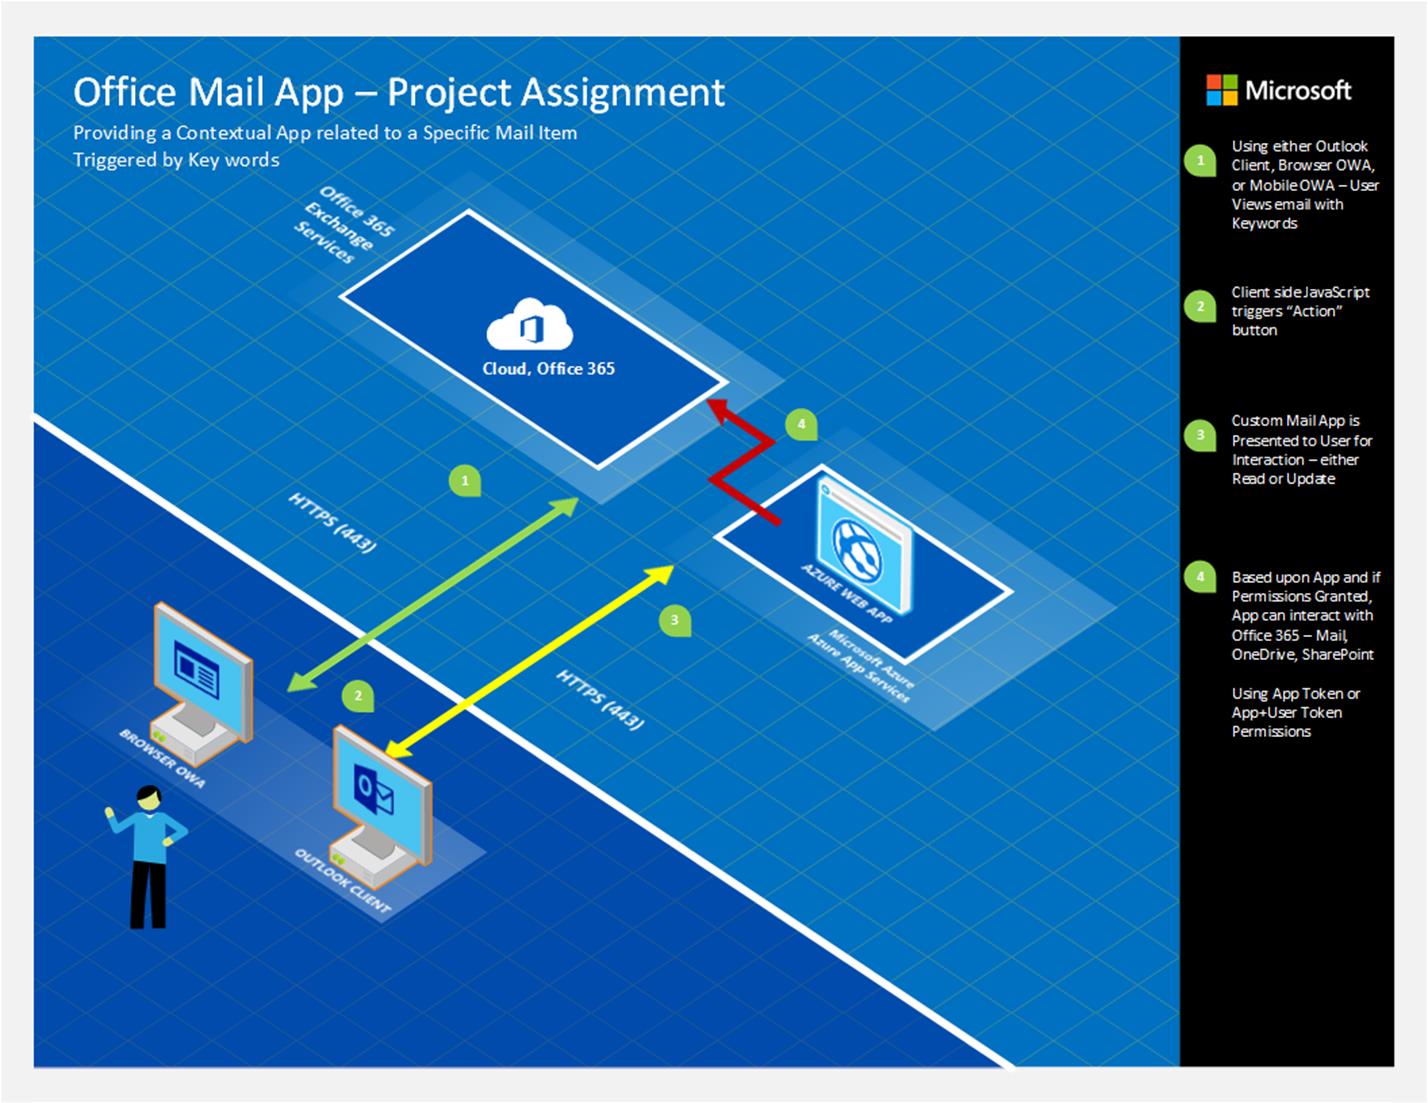 Office Mail App – Project Assignment
Providing a Contextual App related to a Specific Mail Item
Triggered by Key words
Office 365
Exchange
Services
Cloud, Office 365
4
1
HTTPS (443)
AZURE WEB APP
Microsoft Azure
Azure App Services
3
HTTPS (443)
2
BROWSER OWA
OUTLOOK CLIENT
Microsoft
1
Using either Outlook
Client, Browser OWA,
or Mobile OWA – User
Views email with
Keywords
2
Client side JavaScript
triggers “Action”
button
3
Custom Mail App is
Presented to User for
Interaction – either
Read or Update
4
Based upon App and if
Permissions Granted,
App can interact with
Office 365 – Mail,
OneDrive, SharePoint
Using App Token or
App+User Token
Permissions